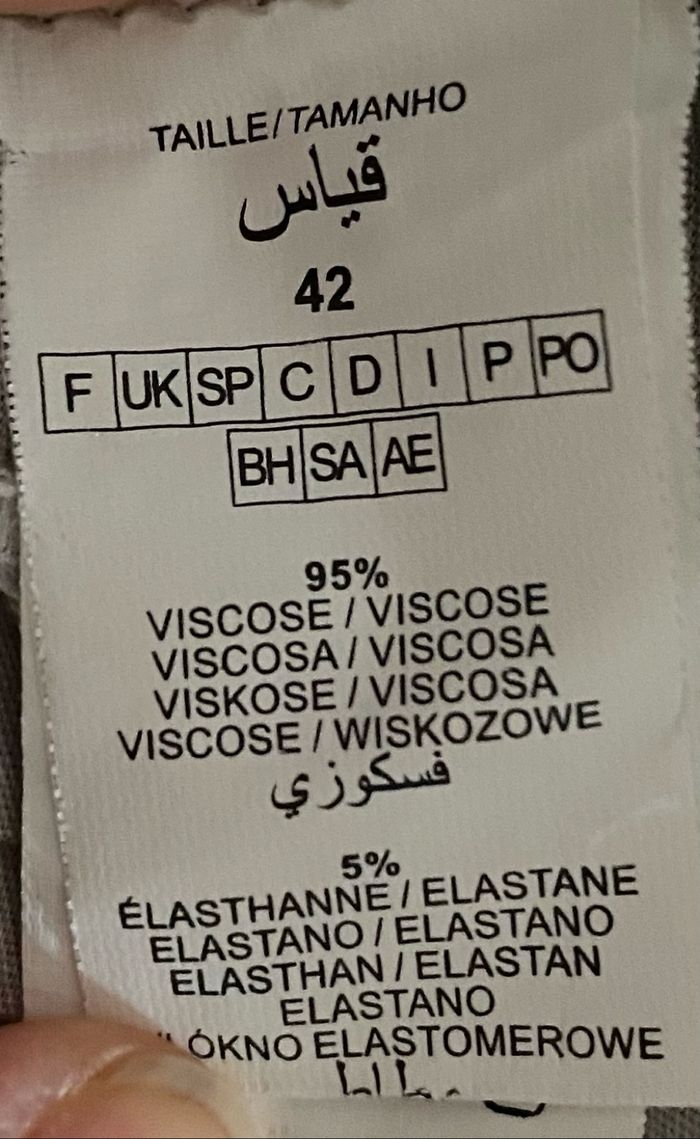 TAILLE/TAMANHO
قياس
42
F UK SP C D I P PO
BH SA AE
95%
VISCOSE / VISCOSE
VISCOSA / VISCOSA
VISKOSE / VISCOSA
VISCOSE / WISKOZOWE
فسكوزي
5%
ÉLASTHANNE / ELASTANE
ELASTANO / ELASTANO
ELASTHAN / ELASTAN
ELASTANO
ELASTOMEROWE